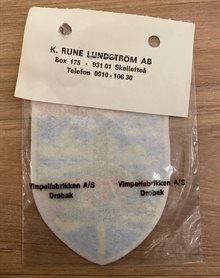 K. RUNE LUNDSTRÖM AB
Box 175 - 931 01 Skellefteå
Telefon 0910 - 106 30
Vimpelfabrikken A/S
Drøbak
Vimpelfabrikken A/S
Drøbak